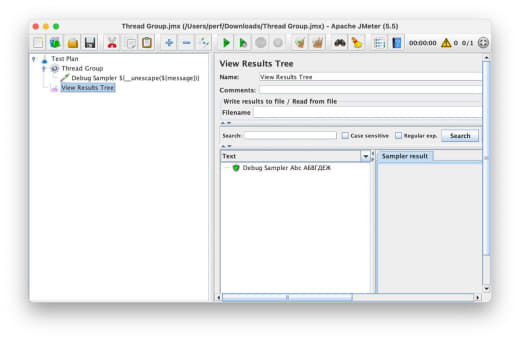 Thread Group.jmx (/Users/perf/Downloads/Thread Group.jmx) - Apache JMeter (5.5)
00:00:00 0 0/1
Test Plan
Thread Group
Debug Sampler ${__unescape(${message})}
View Results Tree
View Results Tree
Name: View Results Tree
Comments:
Write results to file / Read from file
Filename
Search: Case sensitive Regular exp. Search
Text
Sampler result
Debug Sampler Abc АБВГДЕЖ